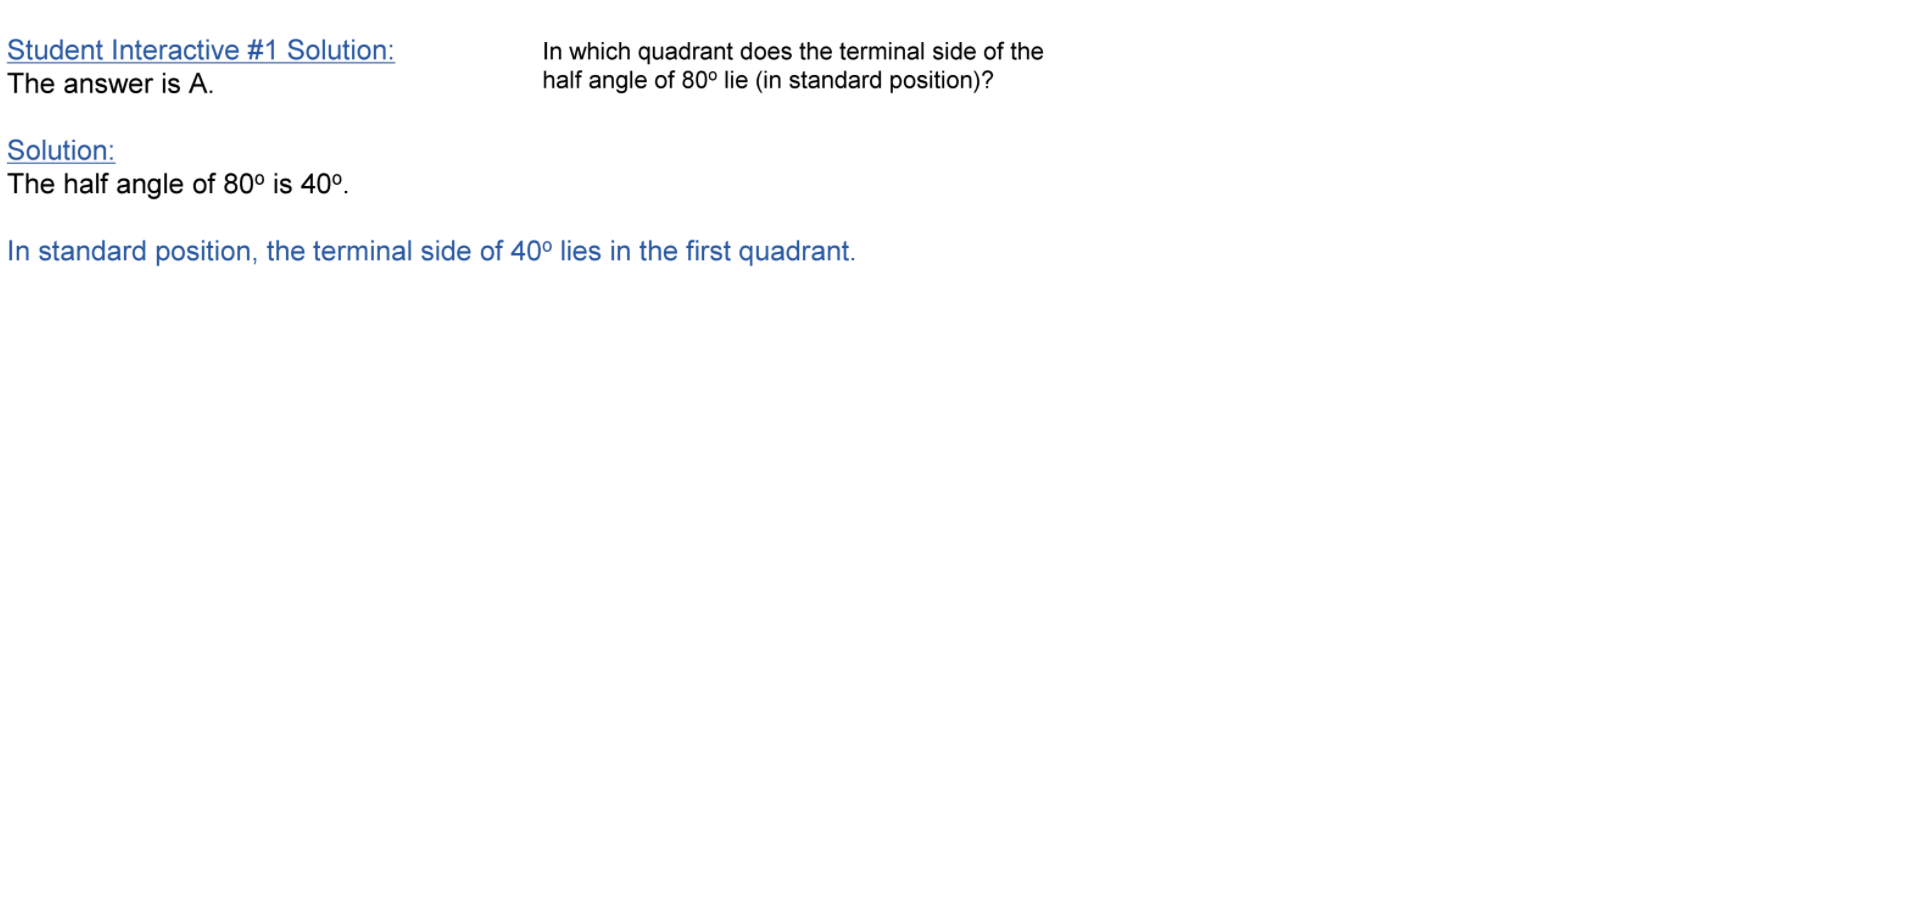 Student Interactive #1 Solution:
The answer is A.
In which quadrant does the terminal side of the
half angle of 80º lie (in standard position)?
Solution:
The half angle of 80º is 40º.
In standard position, the terminal side of 40º lies in the first quadrant.